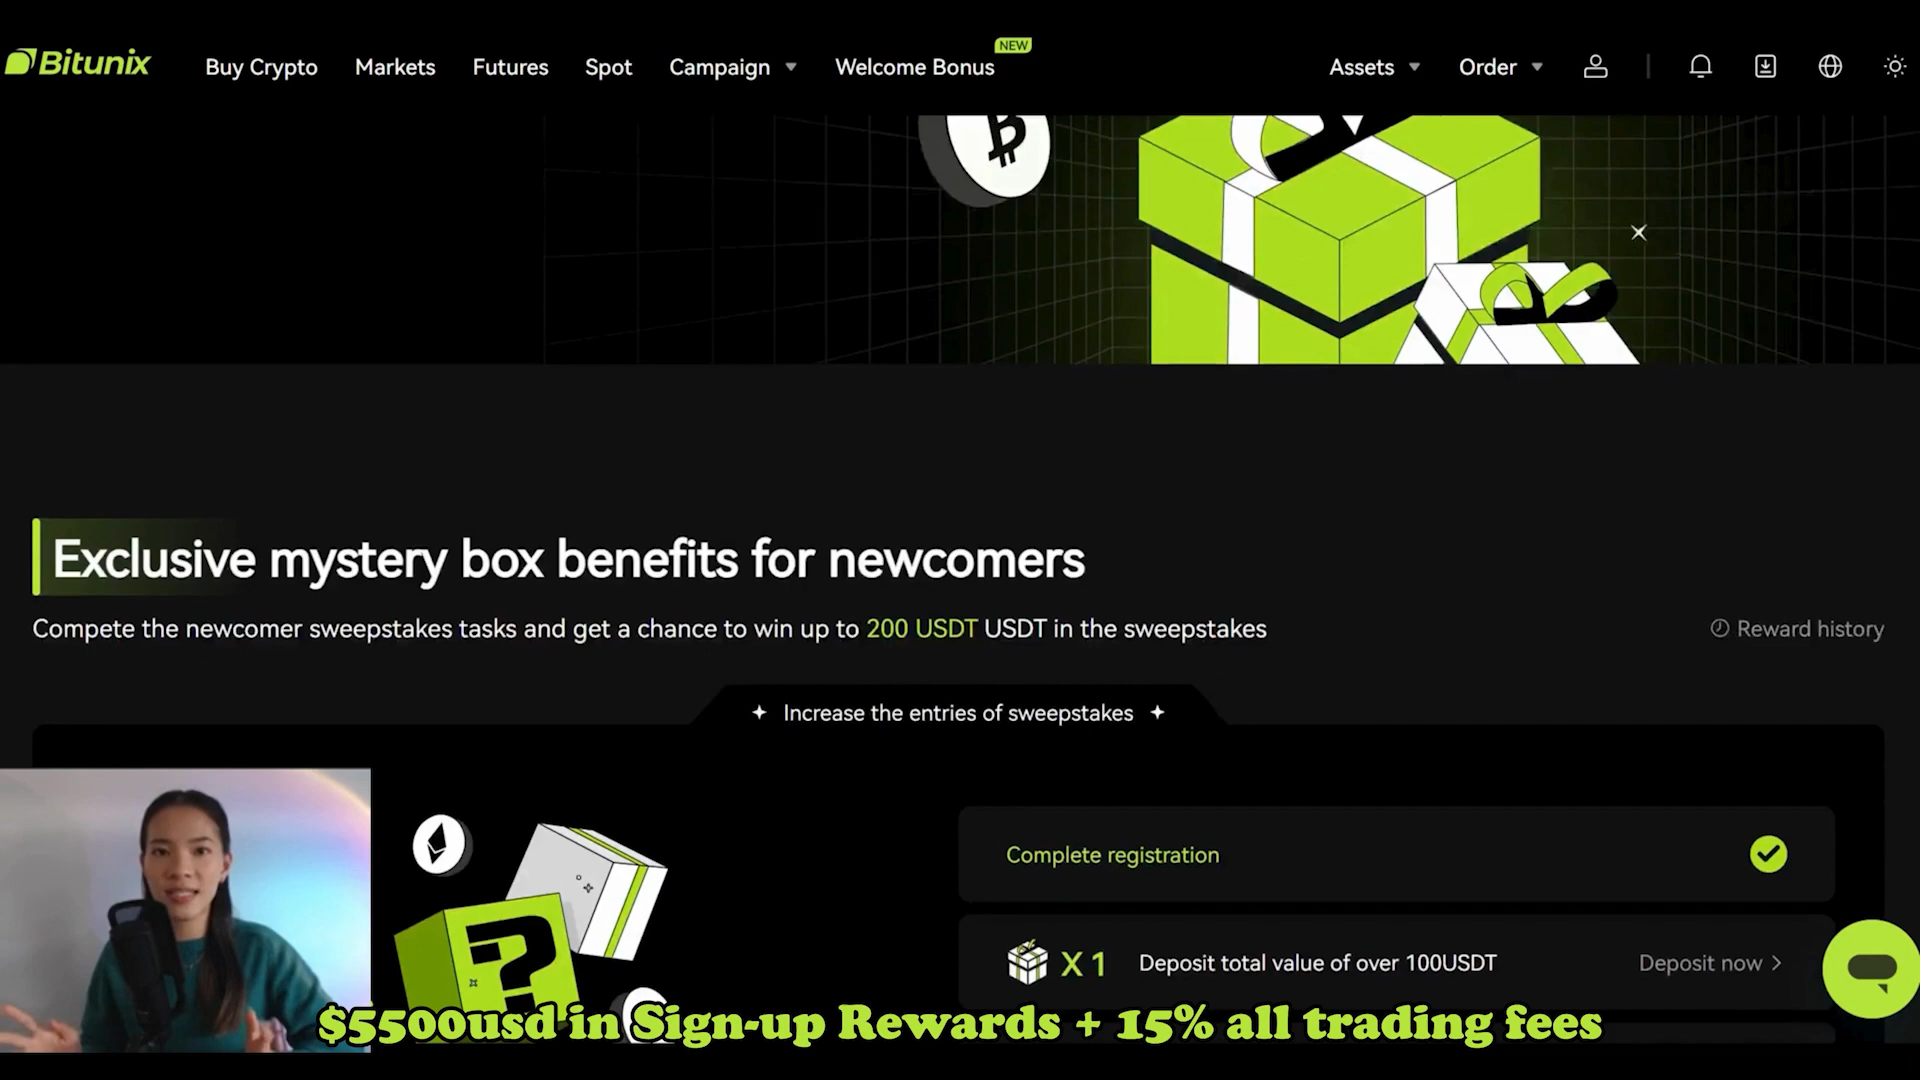 Bitunix
Buy Crypto
Markets
Futures
Spot
Campaign
Welcome Bonus
NEW
Assets
Order
Exclusive mystery box benefits for newcomers
Compete the newcomer sweepstakes tasks and get a chance to win up to 200 USDT USDT in the sweepstakes
Reward history
Increase the entries of sweepstakes
Complete registration
X 1
Deposit total value of over 100USDT
Deposit now
$5500usd in Sign-up Rewards + 15% all trading fees